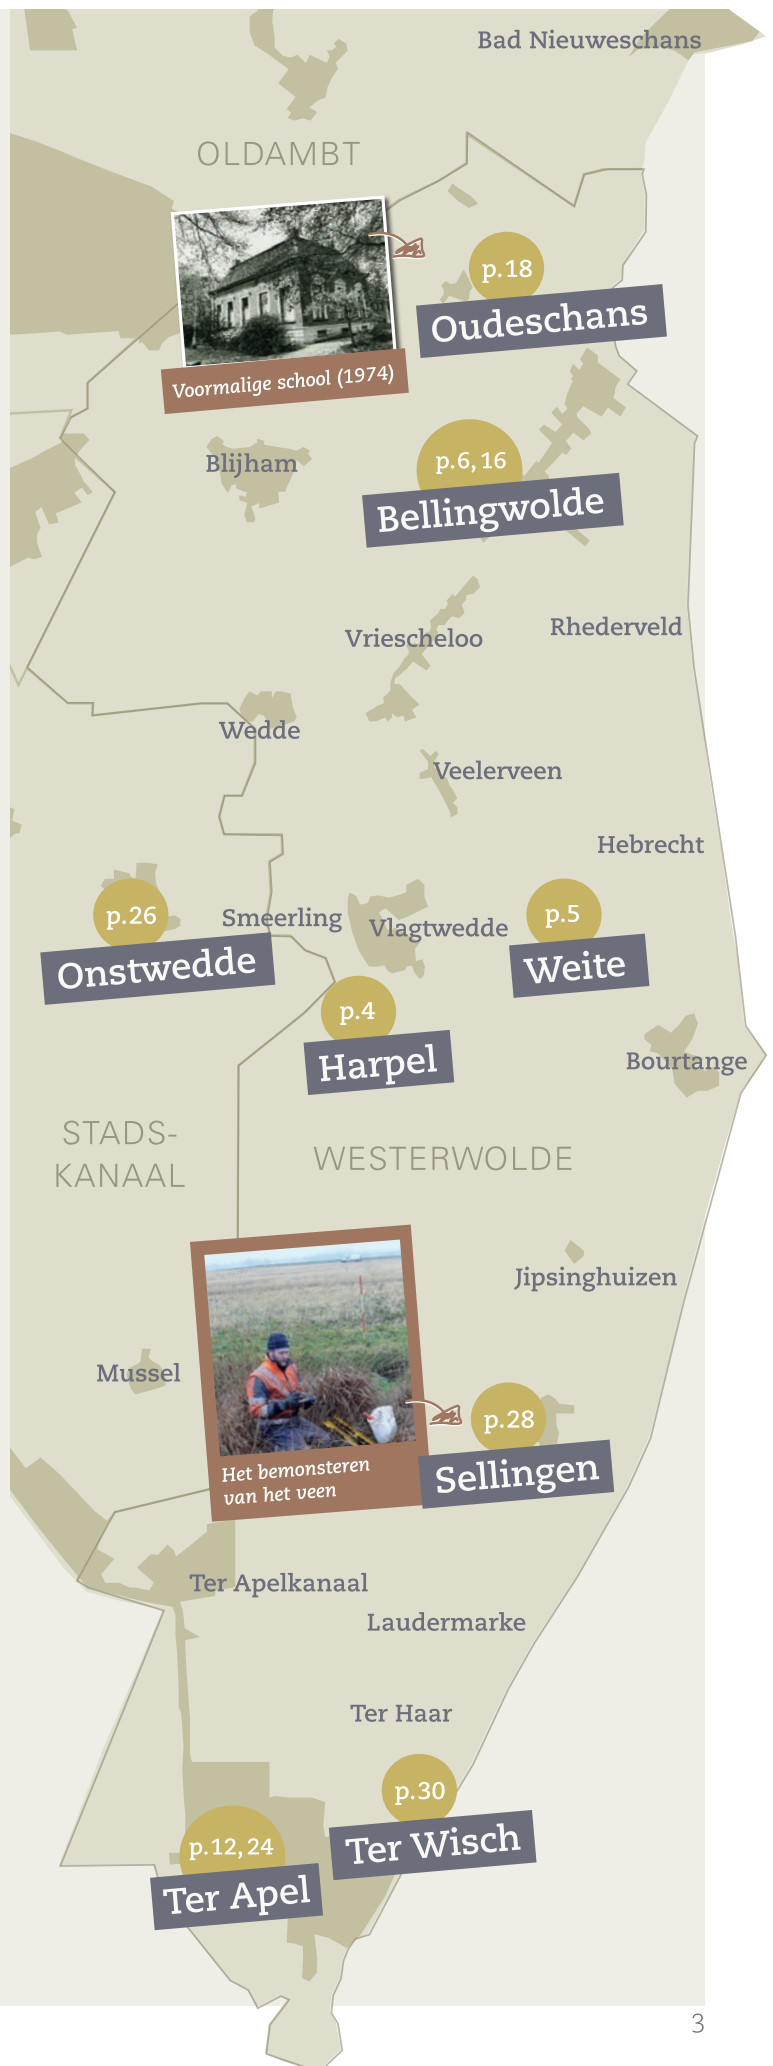 Bad Nieuweschans
OLDAMBT
p.18
Oudeschans
Voormalige school (1974)
Blijham
p.6, 16
Bellingwolde
Vriescheloo
Rhederveld
Wedde
Veelerveen
Hebrecht
p.26
Onstwedde
Smeerling
Vlagtwedde
p.5
Weite
p.4
Harpel
Bourtange
STADS-
KANAAL
WESTERWOLDE
Jipsinghuizen
Mussel
p.28
Sellingen
Het bemonsteren
van het veen
Ter Apelkanaal
Laudermarke
Ter Haar
p.30
Ter Wisch
p.12, 24
Ter Apel
3